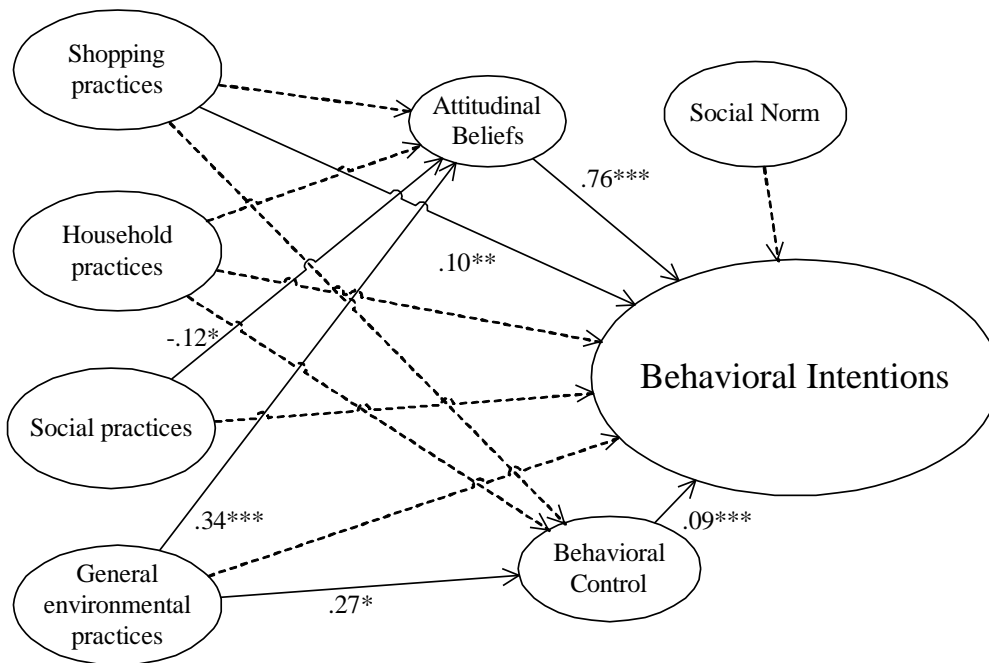 Shopping
practices
Attitudinal
Beliefs
Social Norm
.76***
Household
practices
.10**
-.12*
Behavioral Intentions
Social practices
.34***
.09***
Behavioral
Control
General
environmental
practices
.27*